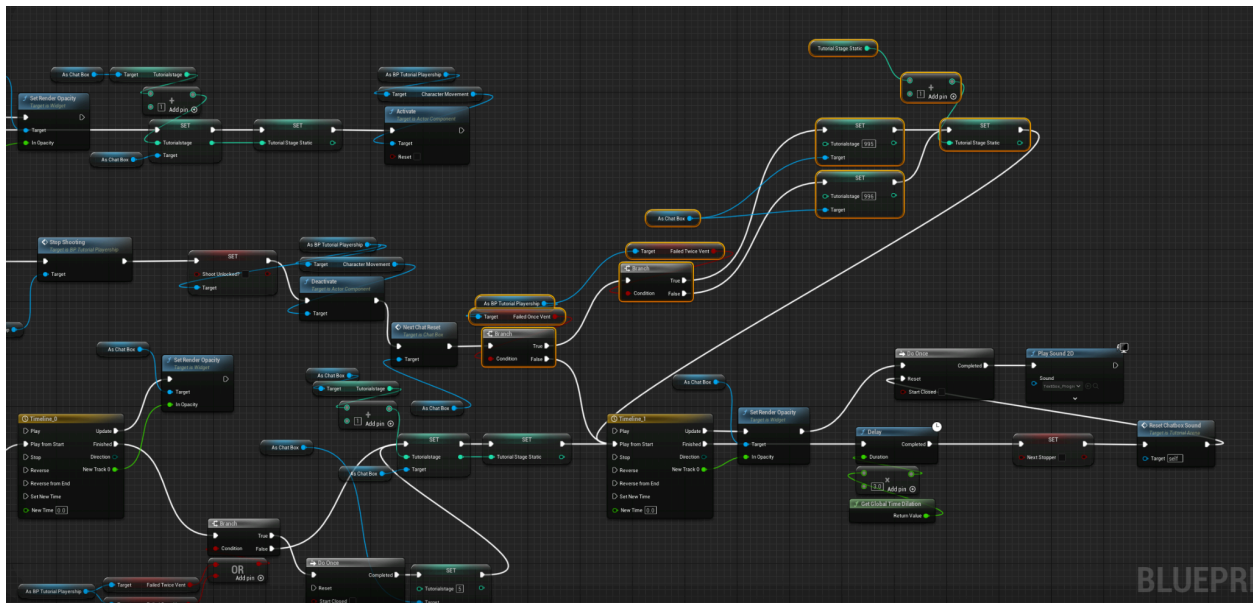 Tutorial Stage Static
As Chat Box
Target
Tutorialstage
As BP Tutorial Playership
Target
Character Movement
+
Add pin
1
+
1
Add pin
Set Render Opacity
Target is Widget
Target
In Opacity
Activate
Target is Actor Component
Target
Reset
SET
Tutorialstage
Target
SET
Tutorial Stage Static
As Chat Box
SET
Tutorialstage
995
Target
SET
Tutorial Stage Static
SET
Tutorialstage
996
Target
As Chat Box
Stop Shooting
Target is BP Tutorial Playership
Target
SET
Shoot Unlocked?
Target
As BP Tutorial Playership
Target
Character Movement
Deactivate
Target is Actor Component
Target
Target
Failed Twice Vent
Branch
Condition
True
False
As BP Tutorial Playership
Target
Failed Once Vent
Next Chat Reset
Target is Chat Box
Target
Branch
Condition
True
False
As Chat Box
Set Render Opacity
Target is Widget
Target
In Opacity
As Chat Box
Target
Tutorialstage
+
1
Add pin
As Chat Box
As Chat Box
Do Once
Completed
Reset
Start Closed
Play Sound 2D
Sound
Timeline_0
Play
Play from Start
Stop
Reverse
Reverse from End
Set New Time
New Time
0.0
Update
Finished
Direction
New Track 0
As Chat Box
As Chat Box
SET
Tutorialstage
Target
SET
Tutorial Stage Static
Timeline_1
Play
Play from Start
Stop
Reverse
Reverse from End
Set New Time
New Time
0.0
Update
Finished
Direction
New Track 0
Set Render Opacity
Target is Widget
Target
In Opacity
Delay
Completed
Duration
x
3.0
Add pin
Get Global Time Dilation
Return Value
SET
Next Stopper
Reset Chatbox Sound
Target
self
Branch
Condition
True
False
OR
Add pin
Do Once
Completed
Reset
Start Closed
SET
Tutorialstage
Target
As BP Tutorial Playership
Target
Failed Twice Vent
BLUEPRI